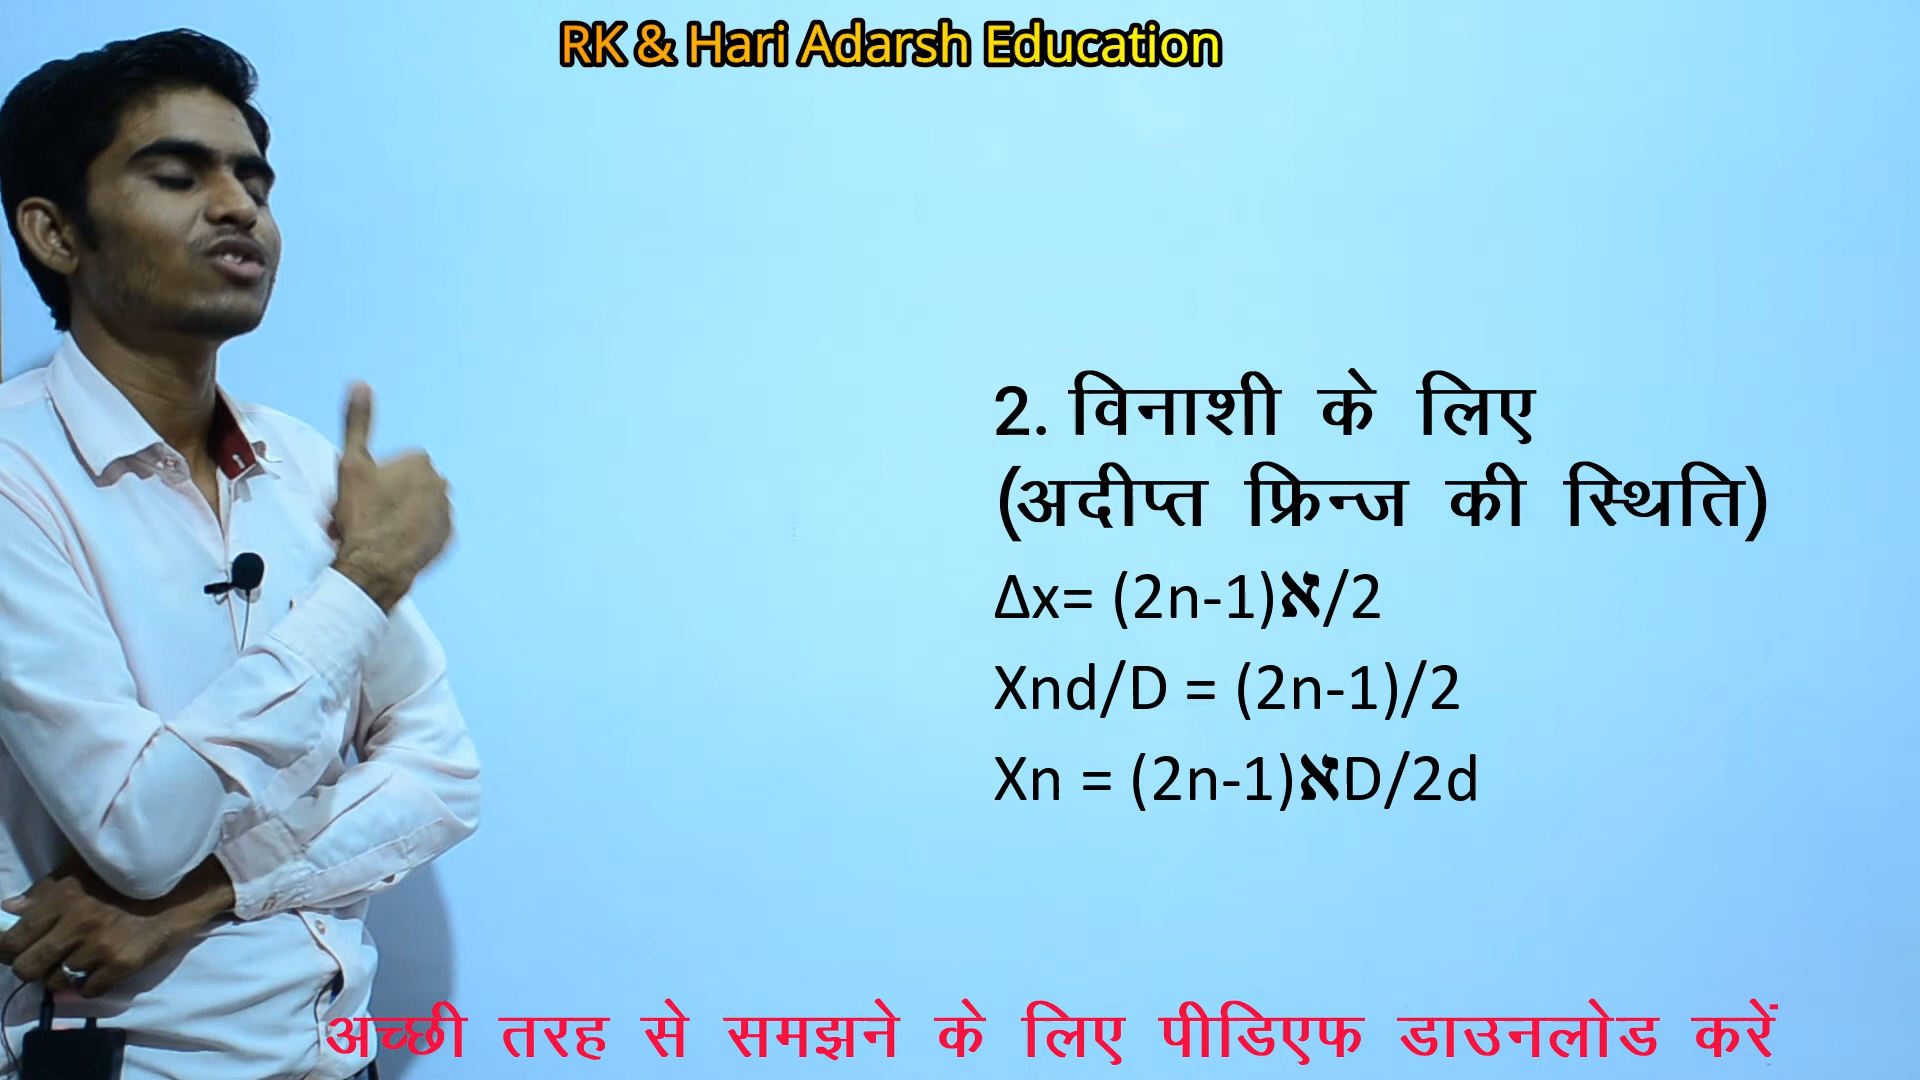 RK & Hari Adarsh Education
2. विनाशी के लिए
(अदीप्त फ्रिन्ज की स्थिति)
Δx= (2n-1)א/2
Xnd/D = (2n-1)/2
Xn = (2n-1)אD/2d
अच्छी तरह से समझने के लिए पीडिएफ डाउनलोड करें